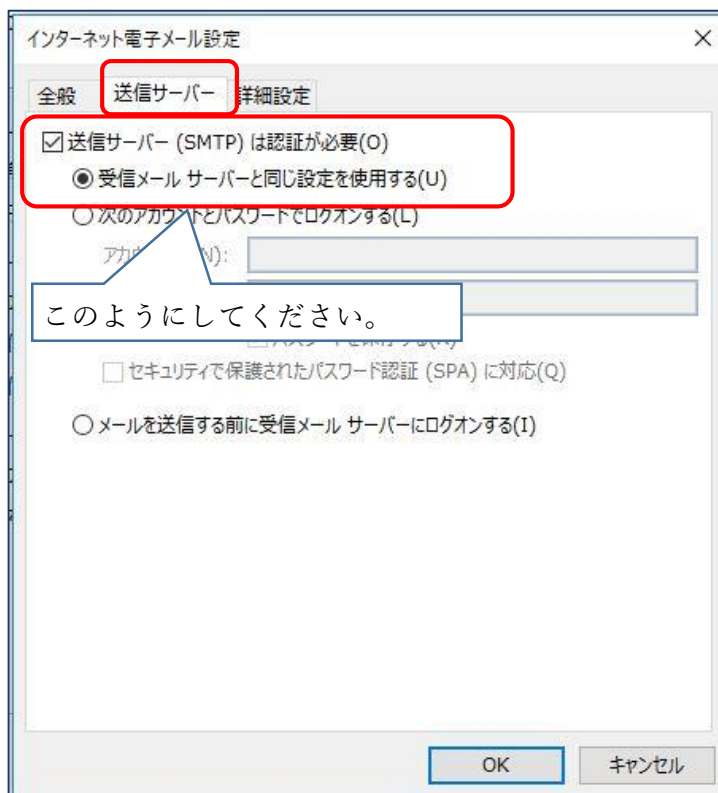 インターネット電子メール設定
全般 送信サーバー 詳細設定
送信サーバー (SMTP) は認証が必要(O)
受信メール サーバーと同じ設定を使用する(U)
次のアカウントとパスワードでログオンする(L)
このようにしてください。
セキュリティで保護されたパスワード認証 (SPA) に対応(Q)
メールを送信する前に受信メール サーバーにログオンする(I)
OK キャンセル